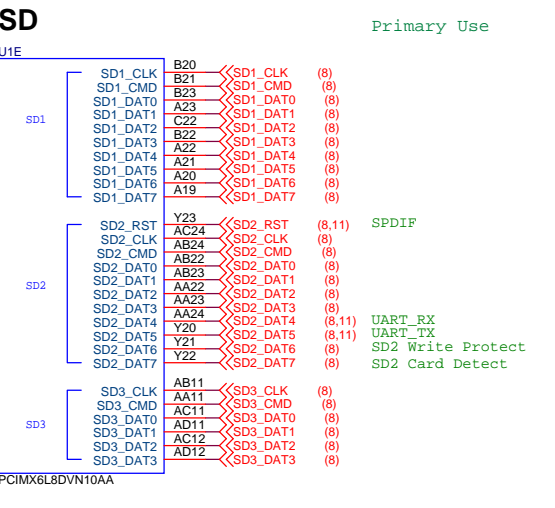 SD
Primary Use
U1E
SD1
SD1_CLK B20 SD1_CLK (8)
SD1_CMD B21 SD1_CMD (8)
SD1_DAT0 B23 SD1_DAT0 (8)
SD1_DAT1 A23 SD1_DAT1 (8)
SD1_DAT2 C22 SD1_DAT2 (8)
SD1_DAT3 B22 SD1_DAT3 (8)
SD1_DAT4 A22 SD1_DAT4 (8)
SD1_DAT5 A21 SD1_DAT5 (8)
SD1_DAT6 A20 SD1_DAT6 (8)
SD1_DAT7 A19 SD1_DAT7 (8)
SD2
SD2_RST Y23 SD2_RST (8,11) SPDIF
SD2_CLK AC24 SD2_CLK (8)
SD2_CMD AB24 SD2_CMD (8)
SD2_DAT0 AB22 SD2_DAT0 (8)
SD2_DAT1 AB23 SD2_DAT1 (8)
SD2_DAT2 AA22 SD2_DAT2 (8)
SD2_DAT3 AA23 SD2_DAT3 (8)
SD2_DAT4 AA24 SD2_DAT4 (8,11) UART_RX
SD2_DAT5 Y20 SD2_DAT5 (8,11) UART_TX
SD2_DAT6 Y21 SD2_DAT6 (8) SD2 Write Protect
SD2_DAT7 Y22 SD2_DAT7 (8) SD2 Card Detect
SD3
SD3_CLK AB11 SD3_CLK (8)
SD3_CMD AA11 SD3_CMD (8)
SD3_DAT0 AC11 SD3_DAT0 (8)
SD3_DAT1 AD11 SD3_DAT1 (8)
SD3_DAT2 AC12 SD3_DAT2 (8)
SD3_DAT3 AD12 SD3_DAT3 (8)
PCIMX6L8DVN10AA